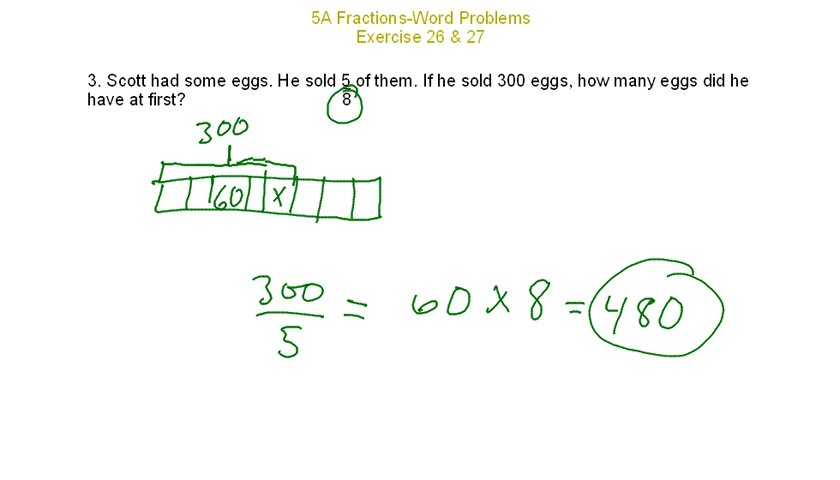 5A Fractions-Word Problems
Exercise 26 & 27
3. Scott had some eggs. He sold 5 of them. If he sold 300 eggs, how many eggs did he
8
have at first?
300
60 x
300
5
= 60 x 8 = 480